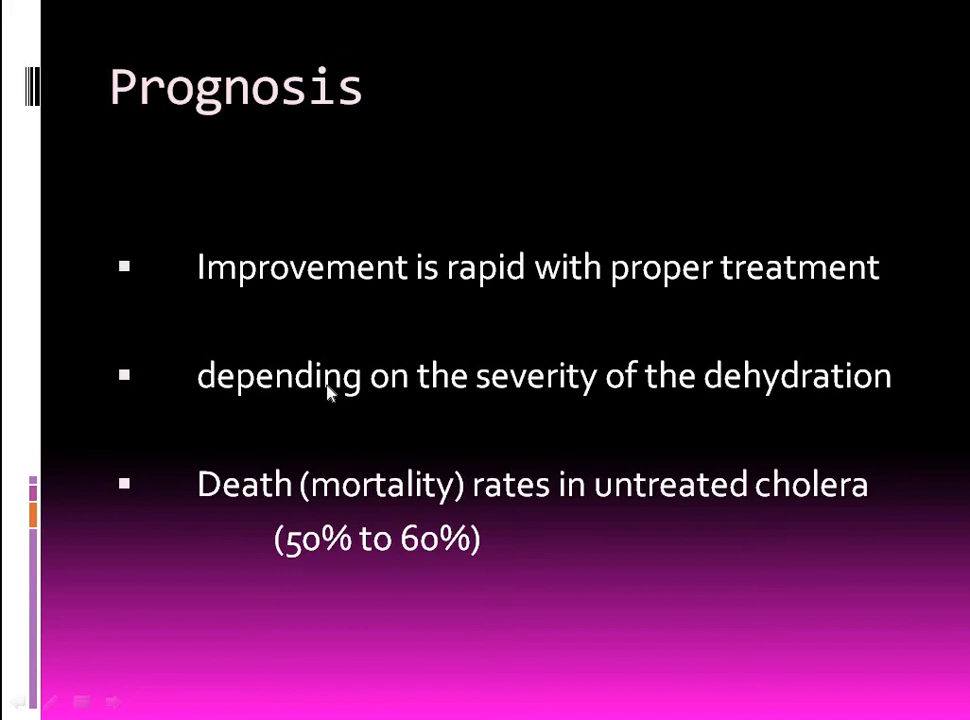 Prognosis
▪ Improvement is rapid with proper treatment
▪ depending on the severity of the dehydration
▪ Death (mortality) rates in untreated cholera
(50% to 60%)